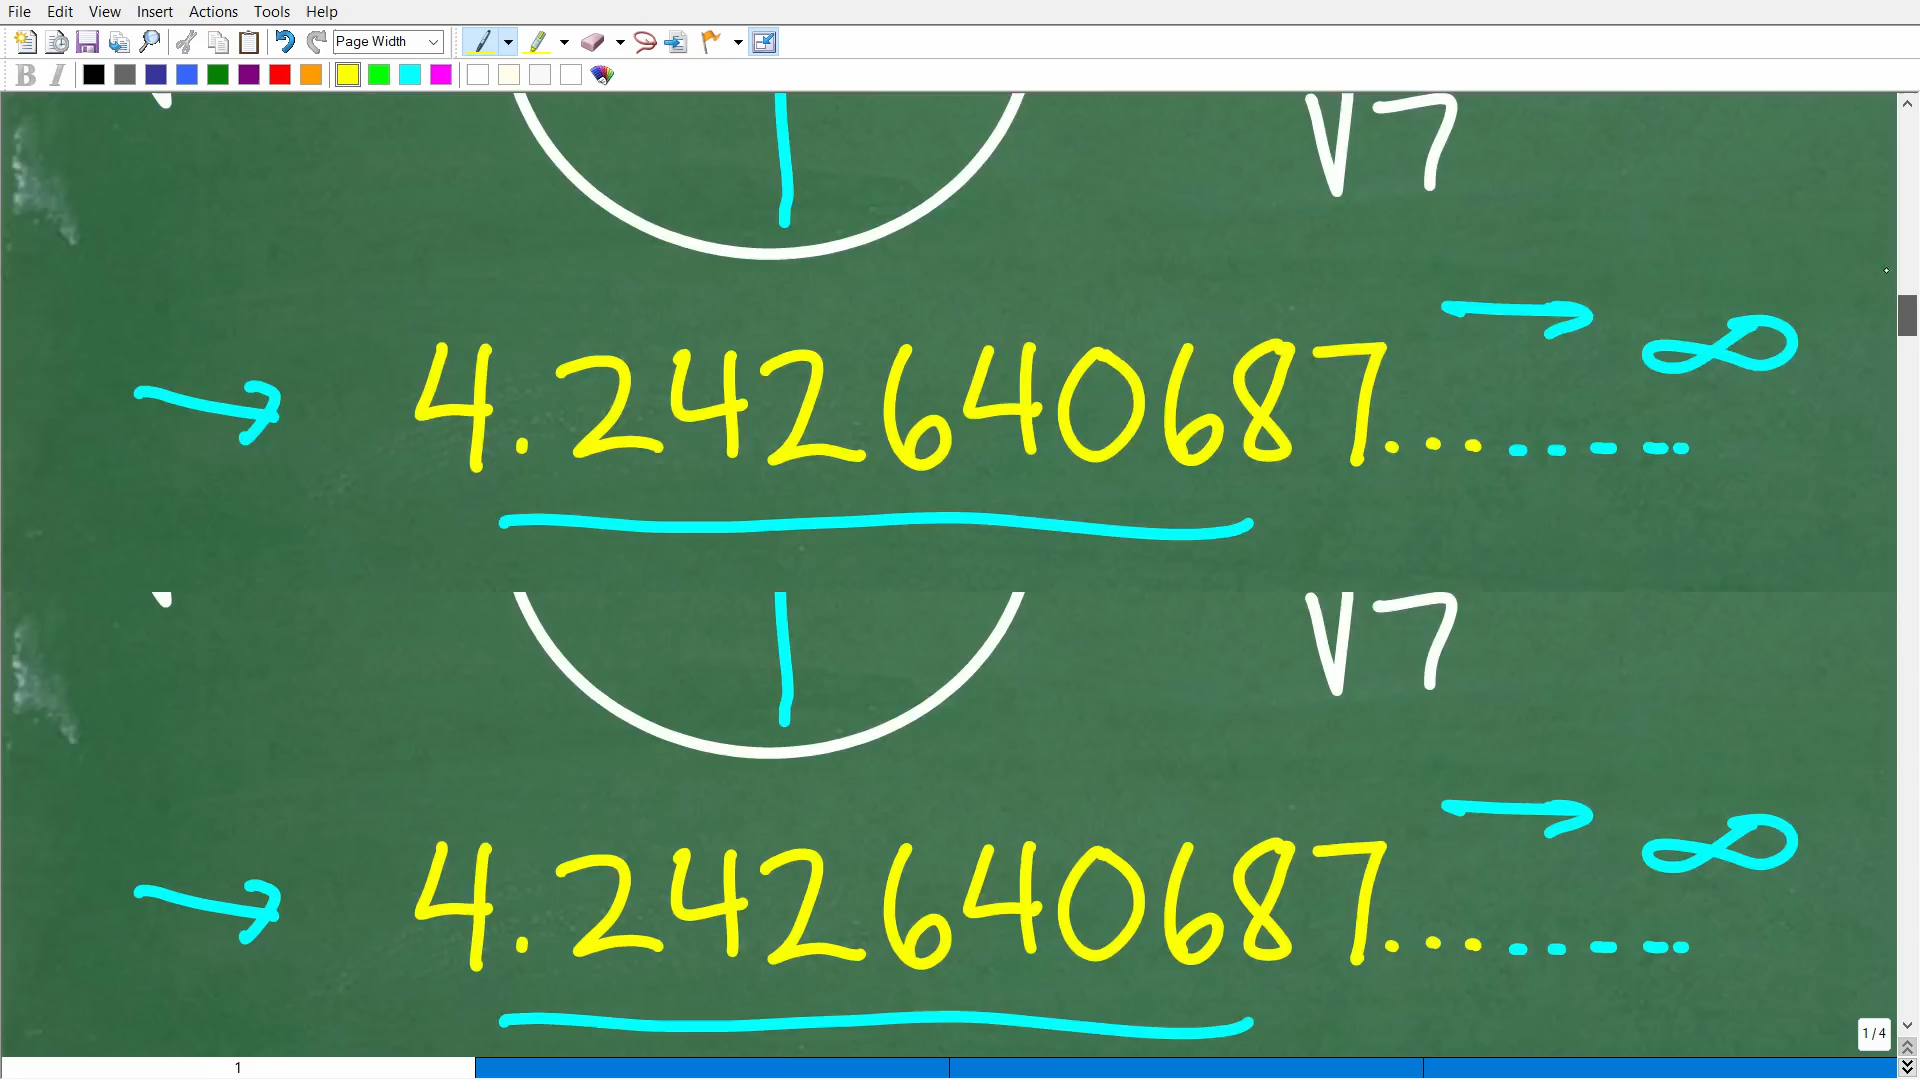 File Edit View Insert Actions Tools Help
Page Width
B I
√7
→ 4.242640687........ → ∞
√7
→ 4.242640687........ → ∞
1 / 4
1